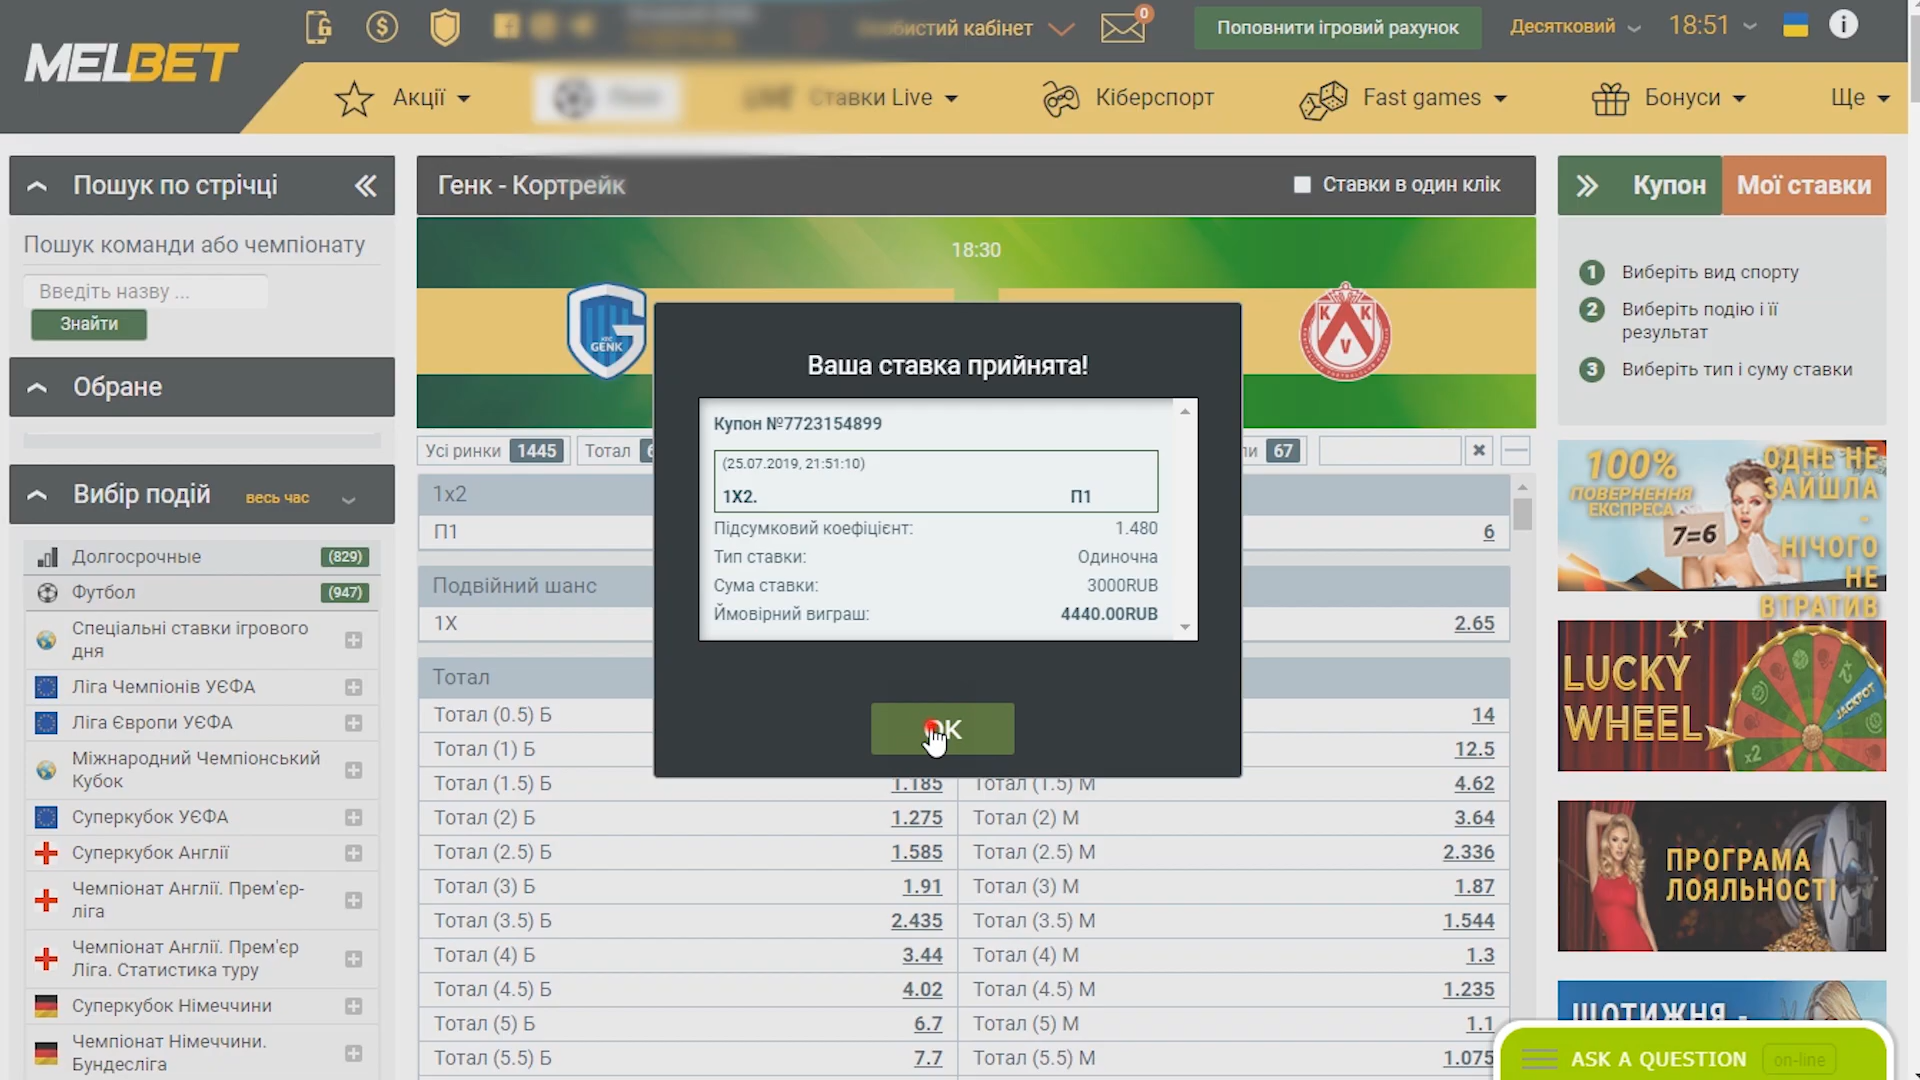 MELBET
0
Особистий кабінет
Поповнити ігровий рахунок
Десятковий
18:51
Акції
Ставки Live
Кіберспорт
Fast games
Бонуси
Ще
Пошук по стрічці
Пошук команди або чемпіонату
Введіть назву ...
Знайти
Обране
Вибір подій весь час
Долгосрочные (829)
Футбол (947)
Спеціальні ставки ігрового
дня
Ліга Чемпіонів УЄФА
Ліга Європи УЄФА
Міжнародний Чемпіонський
Кубок
Суперкубок УЄФА
Суперкубок Англії
Чемпіонат Англії. Прем'єр-
ліга
Чемпіонат Англії. Прем'єр
Ліга. Статистика туру
Суперкубок Німеччини
Чемпіонат Німеччини.
Бундесліга
Генк - Кортрейк
Ставки в один клік
18:30
KRC
GENK
K K
V
Усі ринки 1445
Тотал 6
ли 67
1x2
П1
6
Подвійний шанс
1X
2.65
Тотал
Тотал (0.5) Б
14
Тотал (1) Б
12.5
Тотал (1.5) Б 1.185 Тотал (1.5) М 4.62
Тотал (2) Б 1.275 Тотал (2) М 3.64
Тотал (2.5) Б 1.585 Тотал (2.5) М 2.336
Тотал (3) Б 1.91 Тотал (3) М 1.87
Тотал (3.5) Б 2.435 Тотал (3.5) М 1.544
Тотал (4) Б 3.44 Тотал (4) М 1.3
Тотал (4.5) Б 4.02 Тотал (4.5) М 1.235
Тотал (5) Б 6.7 Тотал (5) М 1.1
Тотал (5.5) Б 7.7 Тотал (5.5) М 1.075
Ваша ставка прийнята!
Купон №7723154899
(25.07.2019, 21:51:10)
1X2. П1
Підсумковий коефіцієнт: 1.480
Тип ставки: Одиночна
Сума ставки: 3000RUB
Ймовірний виграш: 4440.00RUB
OK
Купон
Мої ставки
1 Виберіть вид спорту
2 Виберіть подію і її
результат
3 Виберіть тип і суму ставки
100%
ПОВЕРНЕННЯ
ЕКСПРЕСА
7=6
ОДНЕ НЕ
ЗАЙШЛА
-
НІЧОГО
НЕ
ВТРАТИВ
LUCKY
WHEEL
x2
JACKPOT
x2
ПРОГРАМА
ЛОЯЛЬНОСТІ
ЩОТИЖНЯ -
ASK A QUESTION on-line